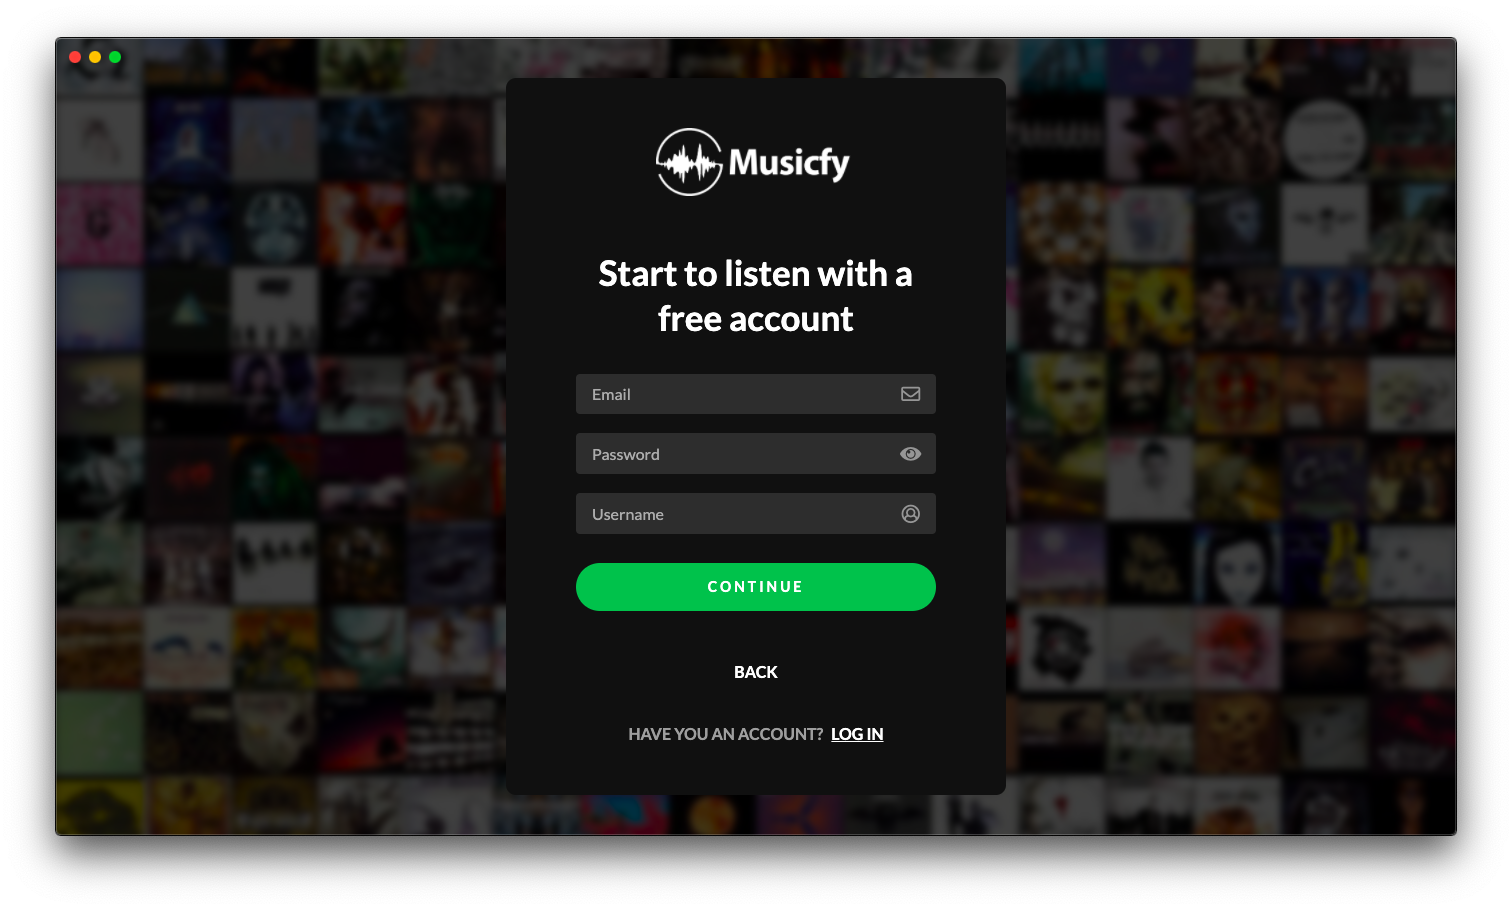 Musicfy
Start to listen with a
free account
Email
Password
Username
CONTINUE
BACK
HAVE YOU AN ACCOUNT? LOG IN